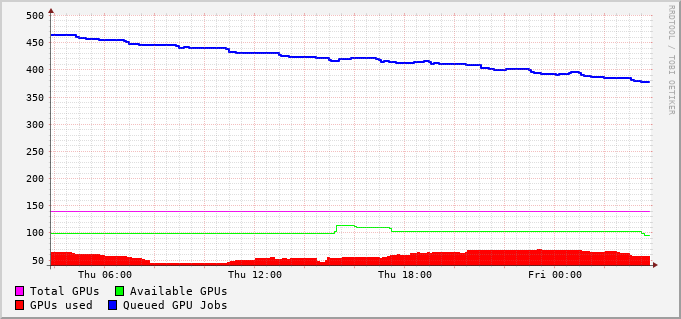 500
450
400
350
300
250
200
150
100
50
Thu 06:00 Thu 12:00 Thu 18:00 Fri 00:00
Total GPUs Available GPUs
GPUs used Queued GPU Jobs
RRDTOOL / TOBI OETIKER